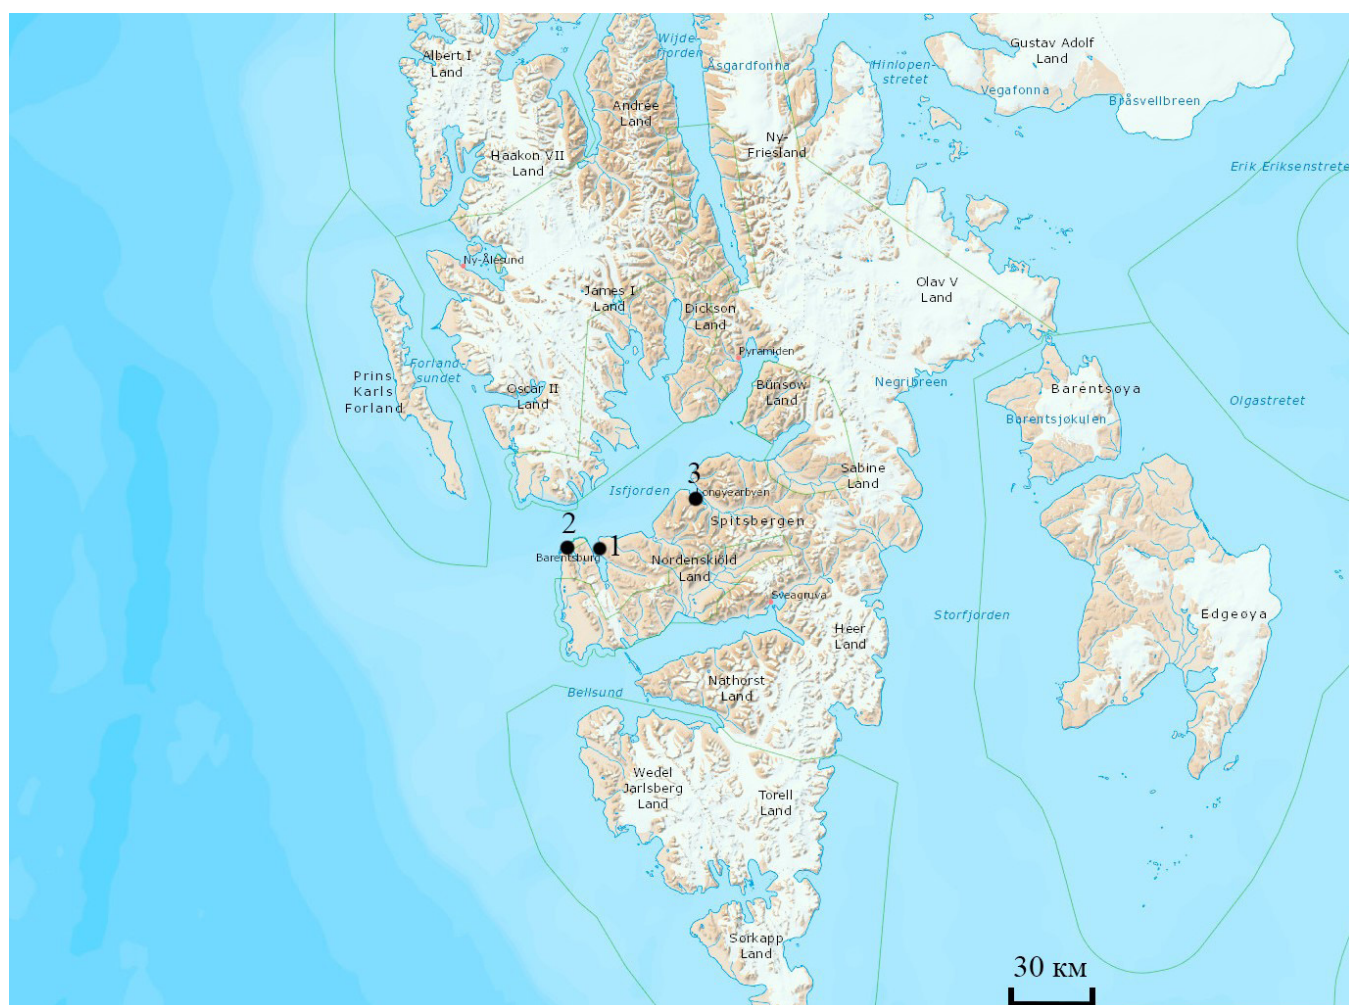 Albert I
Land
Wijde-
fjorden
Åsgardfonna
Hinlopen-
stretet
Gustav Adolf
Land
Vegafonna
Bråsvellbreen
Andrée
Land
Ny-
Friesland
Haakon VII
Land
Erik Eriksenstretet
Ny-Ålesund
James I
Land
Olav V
Land
Dickson
Land
Pyramiden
Prins
Karls
Forland
Forland-
sundet
Oscar II
Land
Bünsow
Land
Negribreen
Barentsøya
Barentsjøkulen
Olgastretet
Sabine
Land
3
Isfjorden
Longyearbyen
Spitsbergen
2
1
Barentsburg
Nordenskiöld
Land
Sveagruva
Storfjorden
Edgeøya
Heer
Land
Nathorst
Land
Bellsund
Wedel
Jarlsberg
Land
Torell
Land
Sørkapp
Land
30 км